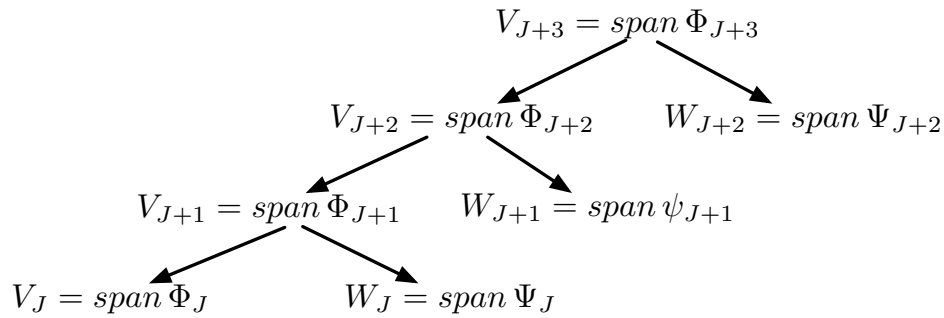 V_{J+3} = span Φ_{J+3}
V_{J+2} = span Φ_{J+2} W_{J+2} = span Ψ_{J+2}
V_{J+1} = span Φ_{J+1} W_{J+1} = span ψ_{J+1}
V_J = span Φ_J W_J = span Ψ_J